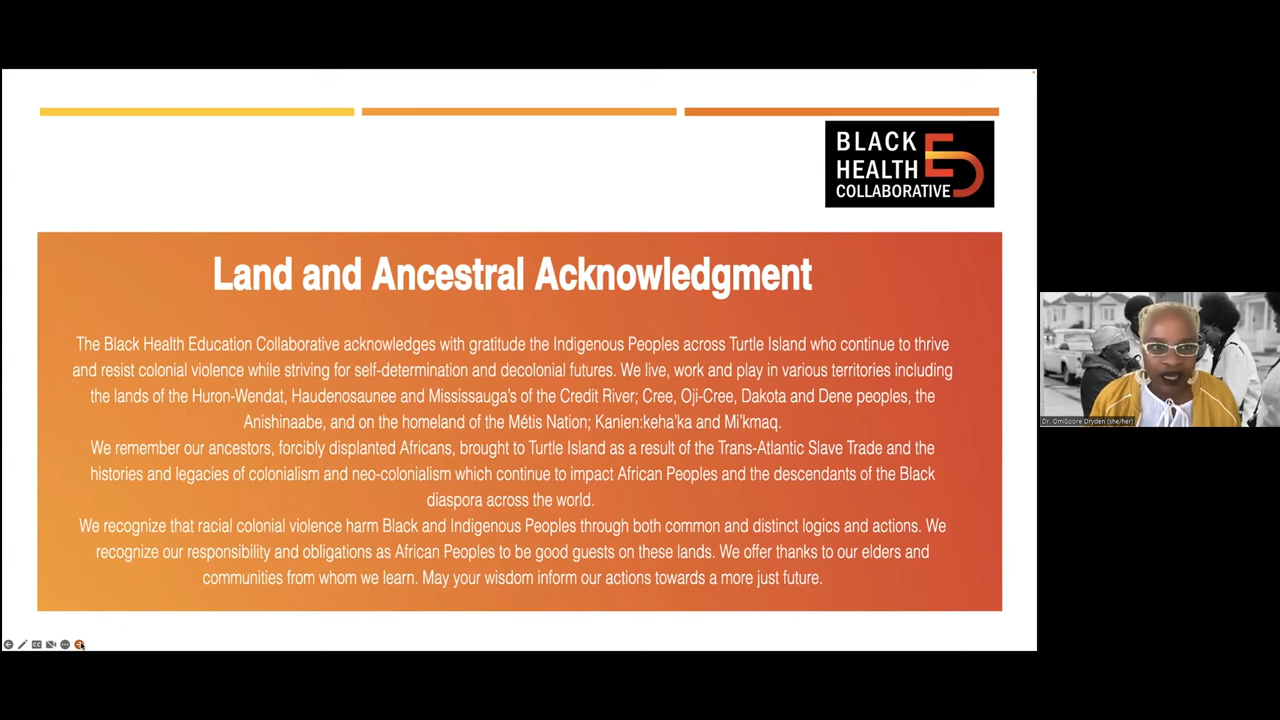 BLACK
HEALTH
COLLABORATIVE
ED
Land and Ancestral Acknowledgment
The Black Health Education Collaborative acknowledges with gratitude the Indigenous Peoples across Turtle Island who continue to thrive
and resist colonial violence while striving for self-determination and decolonial futures. We live, work and play in various territories including
the lands of the Huron-Wendat, Haudenosaunee and Mississauga's of the Credit River; Cree, Oji-Cree, Dakota and Dene peoples, the
Anishinaabe, and on the homeland of the Métis Nation; Kanien:keha'ka and Mi'kmaq.
We remember our ancestors, forcibly displanted Africans, brought to Turtle Island as a result of the Trans-Atlantic Slave Trade and the
histories and legacies of colonialism and neo-colonialism which continue to impact African Peoples and the descendants of the Black
diaspora across the world.
We recognize that racial colonial violence harm Black and Indigenous Peoples through both common and distinct logics and actions. We
recognize our responsibility and obligations as African Peoples to be good guests on these lands. We offer thanks to our elders and
communities from whom we learn. May your wisdom inform our actions towards a more just future.
Dr. OmiSoore Dryden (she/her)